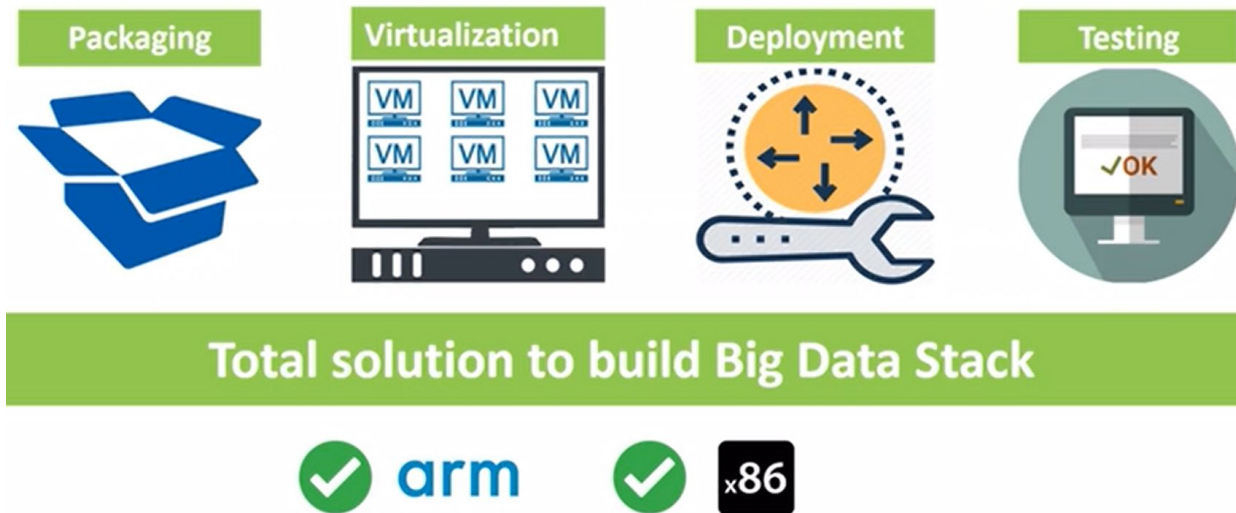 Packaging
Virtualization
Deployment
Testing
VM VM VM
VM VM VM
✓OK
Total solution to build Big Data Stack
arm
x86